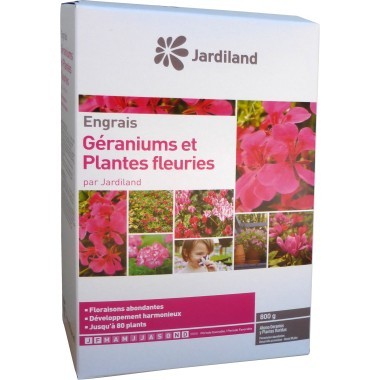 Jardiland
Engrais
Géraniums et
Plantes fleuries
par Jardiland
• Floraisons abondantes
• Développement harmonieux
• Jusqu'à 80 plants
J F M A M J J A S O N D
800 g